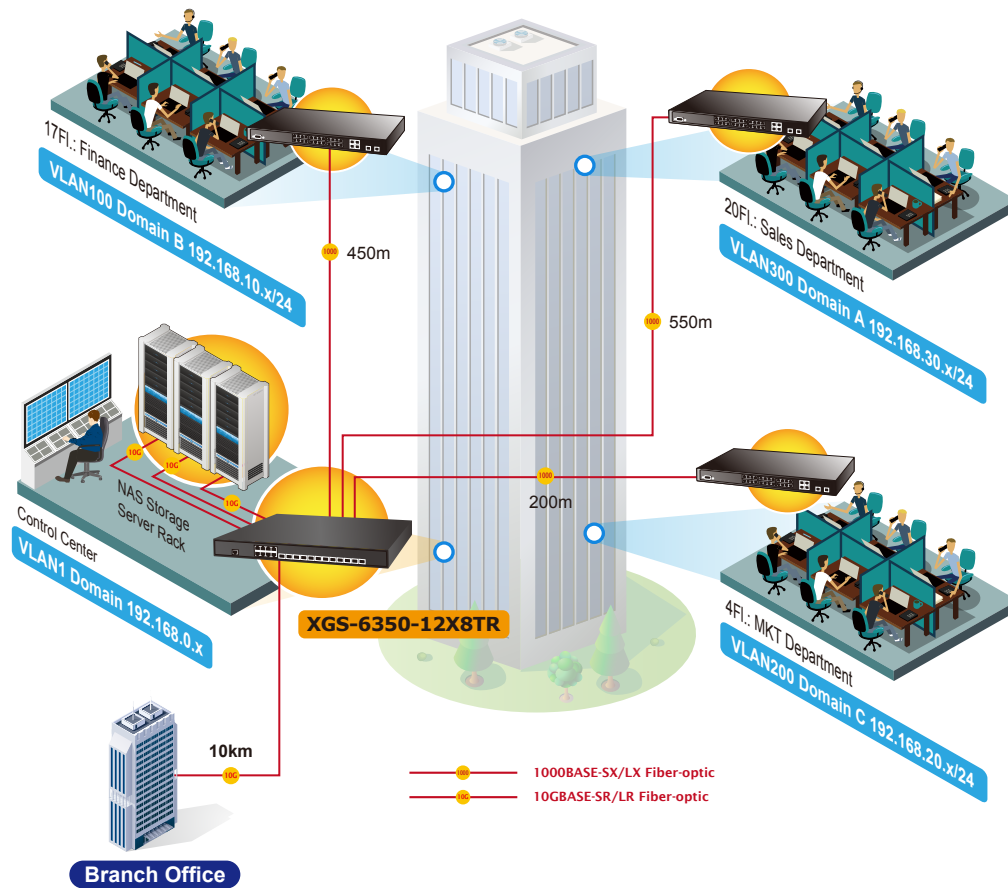 17Fl.: Finance Department
VLAN100 Domain B 192.168.10.x/24
1000
450m
20Fl.: Sales Department
VLAN300 Domain A 192.168.30.x/24
1000
550m
10G
10G
10G
NAS Storage
Server Rack
Control Center
VLAN1 Domain 192.168.0.x
1000
200m
XGS-6350-12X8TR
4Fl.: MKT Department
VLAN200 Domain C 192.168.20.x/24
10km
10G
Branch Office
1000 1000BASE-SX/LX Fiber-optic
10G 10GBASE-SR/LR Fiber-optic